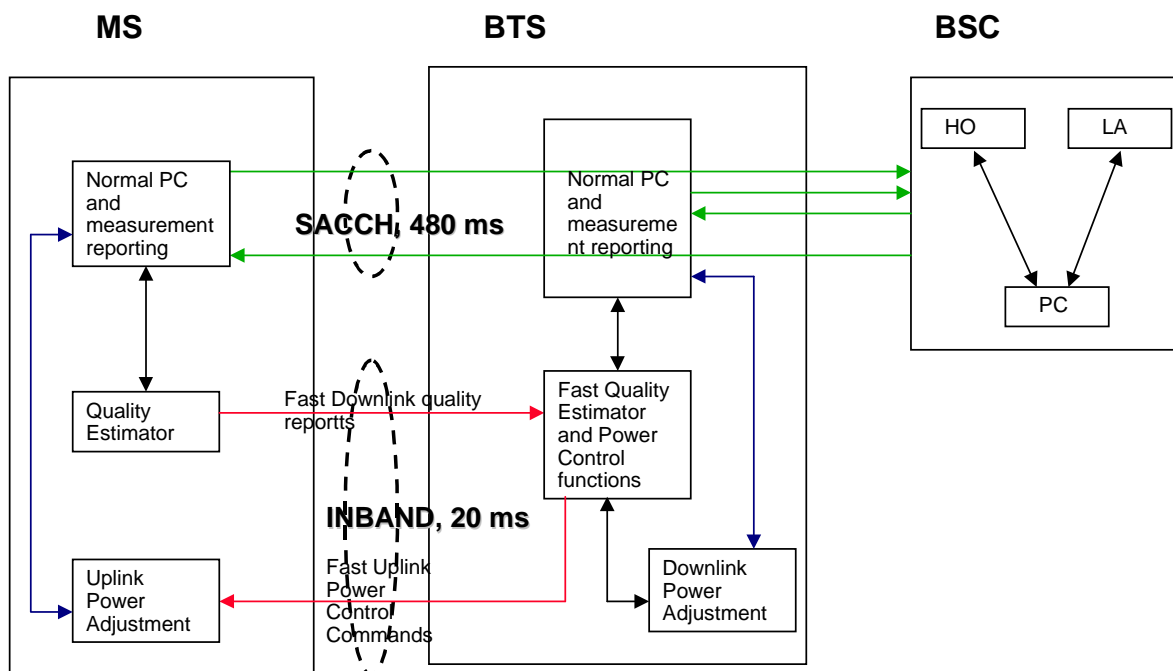 MS
BTS
BSC
HO
LA
Normal PC
and
measurement
reporting
Normal PC
and
measureme
nt reporting
SACCH, 480 ms
PC
Quality
Estimator
Fast Downlink quality
reportts
Fast Quality
Estimator
and Power
Control
functions
INBAND, 20 ms
Uplink
Power
Adjustment
Fast Uplink
Power
Control
Commands
Downlink
Power
Adjustment